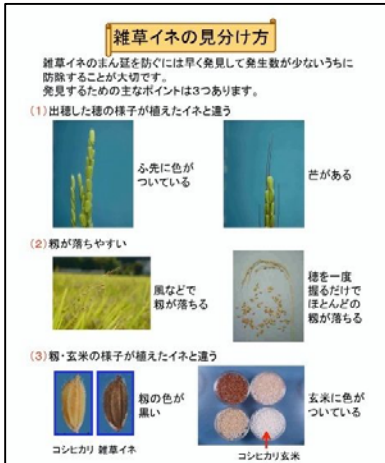 雑草イネの見分け方
雑草イネのまん延を防ぐには早く発見して発生数が少ないうちに
防除することが大切です。
発見するための主なポイントは3つあります。
(1)出穂した穂の様子が植えたイネと違う
ふ先に色が
ついている
芒がある
(2)籾が落ちやすい
風などで
籾が落ちる
穂を一度
握るだけで
ほとんどの
籾が落ちる
(3)籾・玄米の様子が植えたイネと違う
籾の色が
黒い
玄米に色が
ついている
コシヒカリ 雑草イネ
コシヒカリ玄米